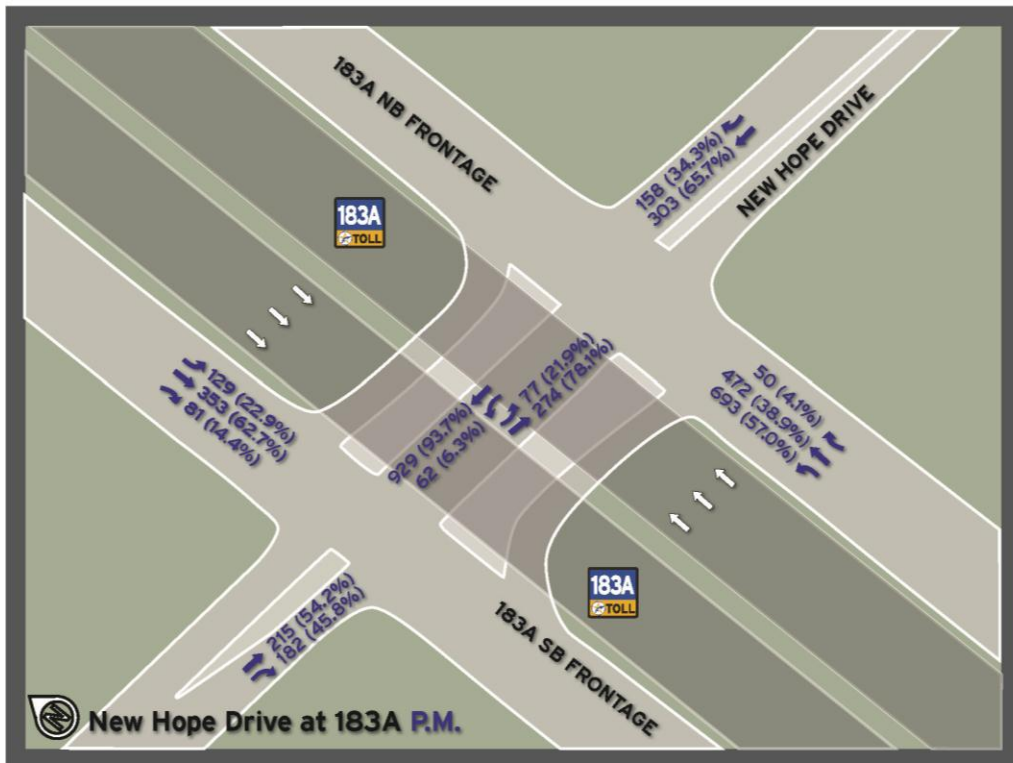 183A NB FRONTAGE
NEW HOPE DRIVE
158 (34.3%)
303 (65.7%)
183A
TOLL
129 (22.9%)
353 (62.7%)
81 (14.4%)
77 (21.9%)
274 (78.1%)
929 (93.7%)
62 (6.3%)
50 (4.1%)
472 (38.9%)
693 (57.0%)
183A
TOLL
215 (54.2%)
182 (45.8%)
183A SB FRONTAGE
New Hope Drive at 183A P.M.